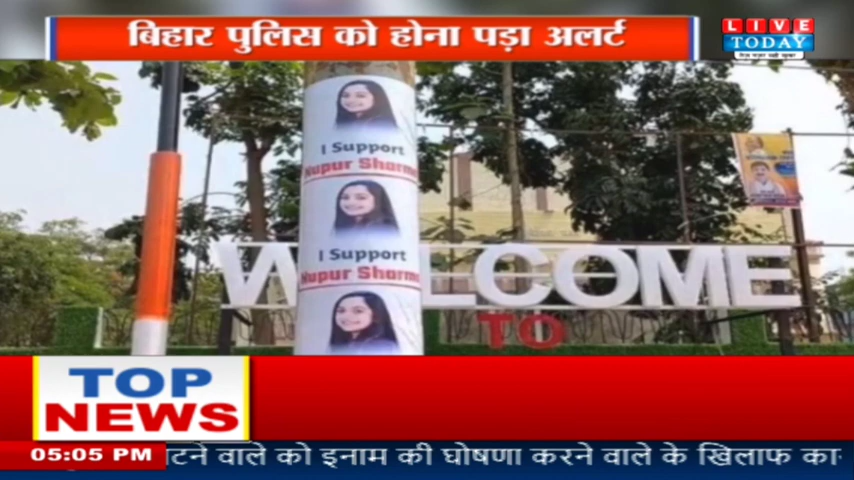 बिहार पुलिस को होना पड़ा अलर्ट
LIVE
TODAY
I Support
Nupur Sharma
I Support
Nupur Sharma
WELCOME
TO
TOP
NEWS
05:05 PM
वाले को इनाम की घोषणा करने वाले के खिलाफ